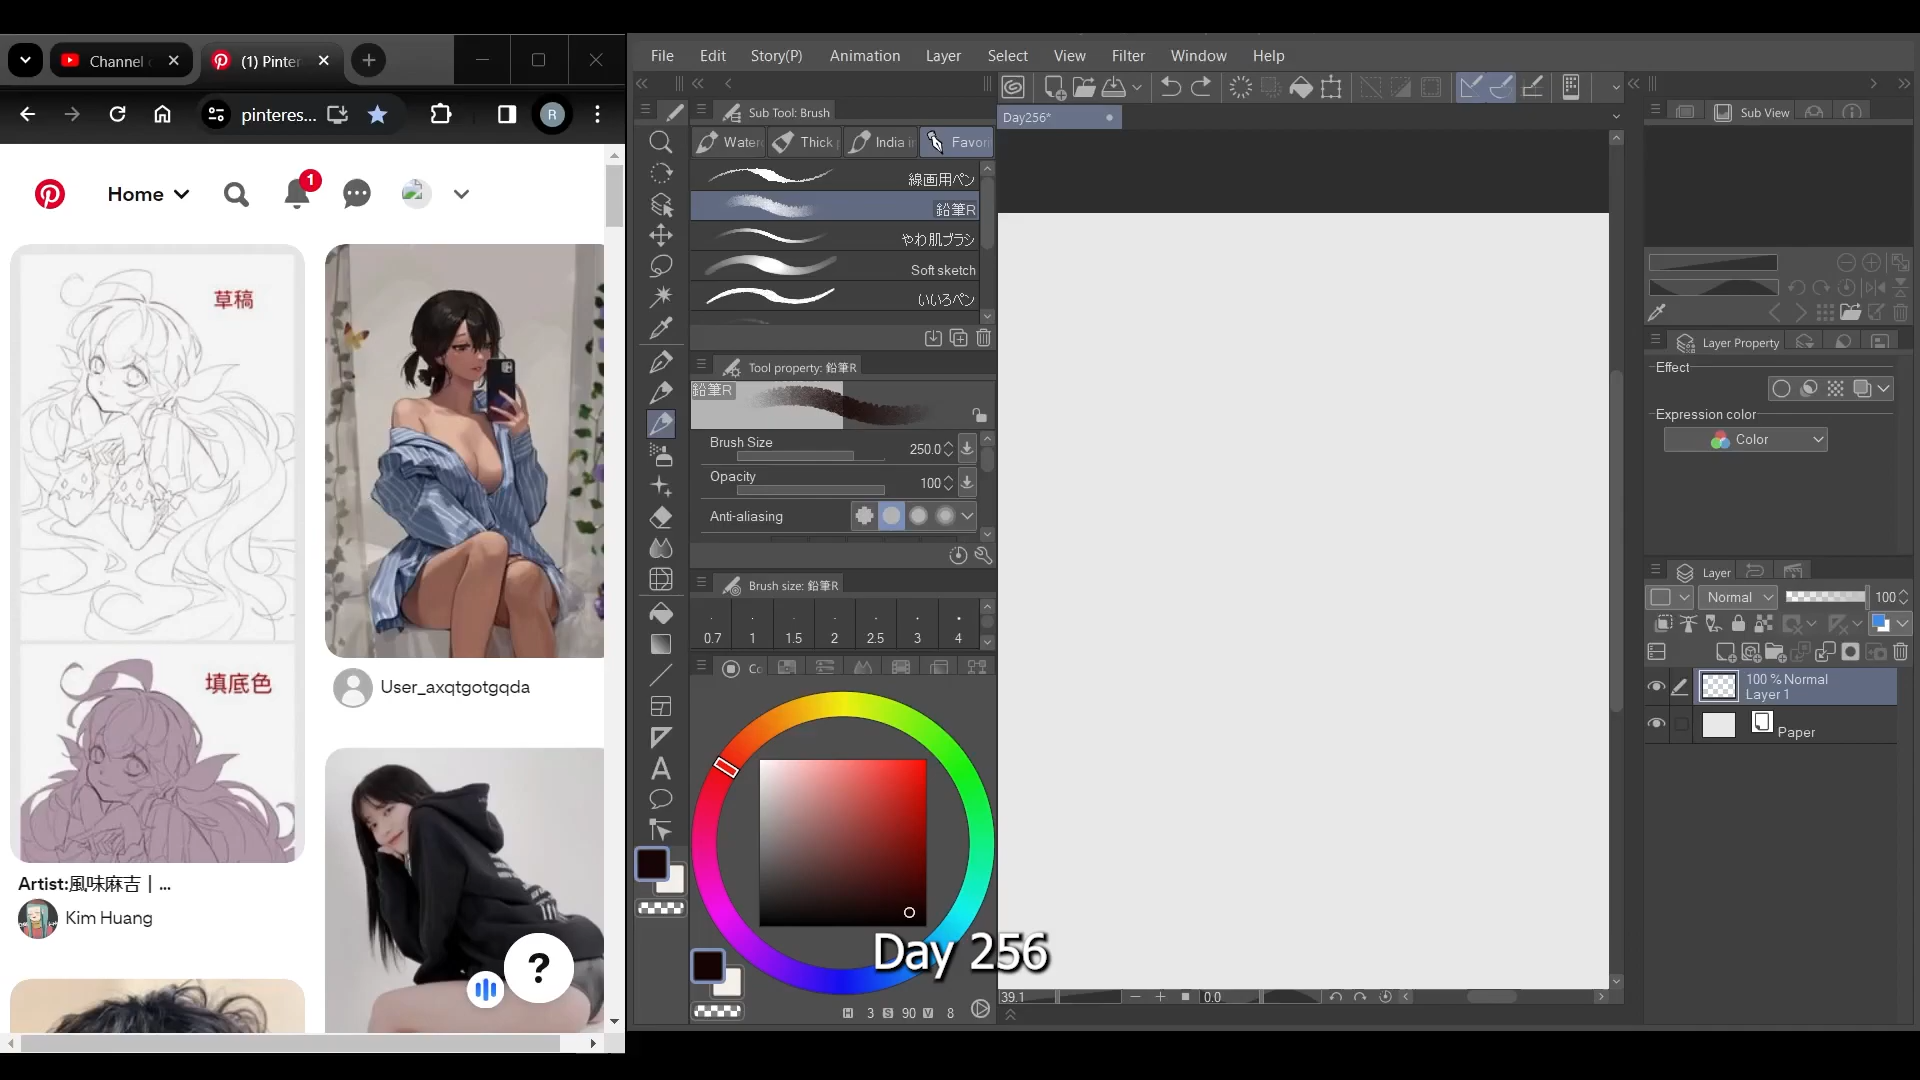 Channel
(1) Pinter
pinteres...
R
Home
1
草稿
填底色
User_axqtgotgqda
Artist:風味麻吉 | ...
Kim Huang
?
File Edit Story(P) Animation Layer Select View Filter Window Help
Sub Tool: Brush
Water Thick India Favor
線画用ペン
鉛筆R
やわ肌ブラシ
Soft sketch
いいろペン
Tool property: 鉛筆R
鉛筆R
Brush Size 250.0
Opacity 100
Anti-aliasing
Brush size: 鉛筆R
0.7 1 1.5 2 2.5 3 4
Co
H 3 S 90 V 8
Day256*
39.1 0.0
Day 256
Sub View
Layer Property
Effect
Expression color
Color
Layer
Normal 100
100 % Normal
Layer 1
Paper